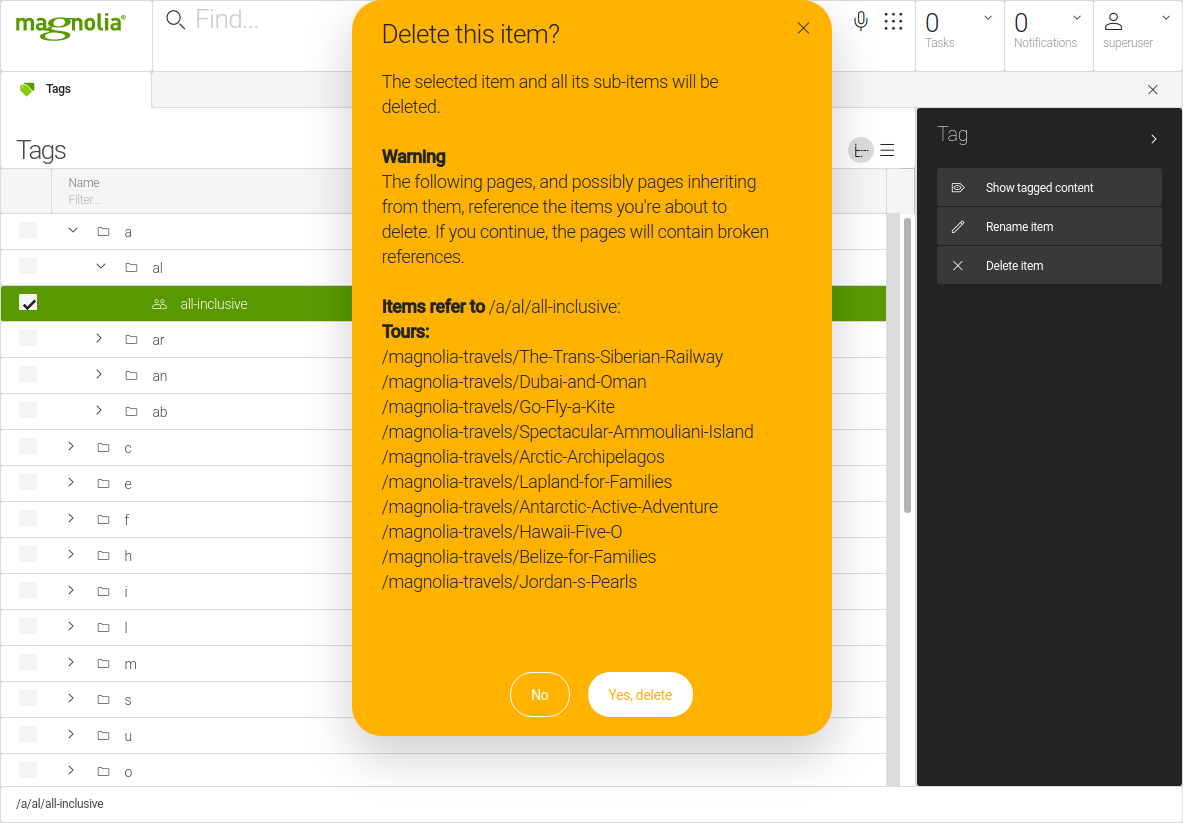 magnolia®
Find...
0
Tasks
0
Notifications
superuser
Tags
Tags
Name
Filter...
a
al
all-inclusive
ar
an
ab
c
e
f
h
i
l
m
s
u
o
/a/al/all-inclusive
Delete this item?
The selected item and all its sub-items will be
deleted.
Warning
The following pages, and possibly pages inheriting
from them, reference the items you're about to
delete. If you continue, the pages will contain broken
references.
Items refer to /a/al/all-inclusive:
Tours:
/magnolia-travels/The-Trans-Siberian-Railway
/magnolia-travels/Dubai-and-Oman
/magnolia-travels/Go-Fly-a-Kite
/magnolia-travels/Spectacular-Ammouliani-Island
/magnolia-travels/Arctic-Archipelagos
/magnolia-travels/Lapland-for-Families
/magnolia-travels/Antarctic-Active-Adventure
/magnolia-travels/Hawaii-Five-O
/magnolia-travels/Belize-for-Families
/magnolia-travels/Jordan-s-Pearls
No
Yes, delete
Tag
Show tagged content
Rename item
Delete item